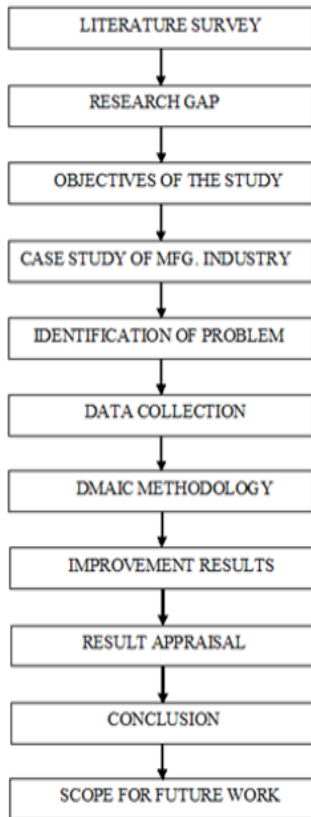 LITERATURE SURVEY
RESEARCH GAP
OBJECTIVES OF THE STUDY
CASE STUDY OF MFG. INDUSTRY
IDENTIFICATION OF PROBLEM
DATA COLLECTION
DMAIC METHODOLOGY
IMPROVEMENT RESULTS
RESULT APPRAISAL
CONCLUSION
SCOPE FOR FUTURE WORK